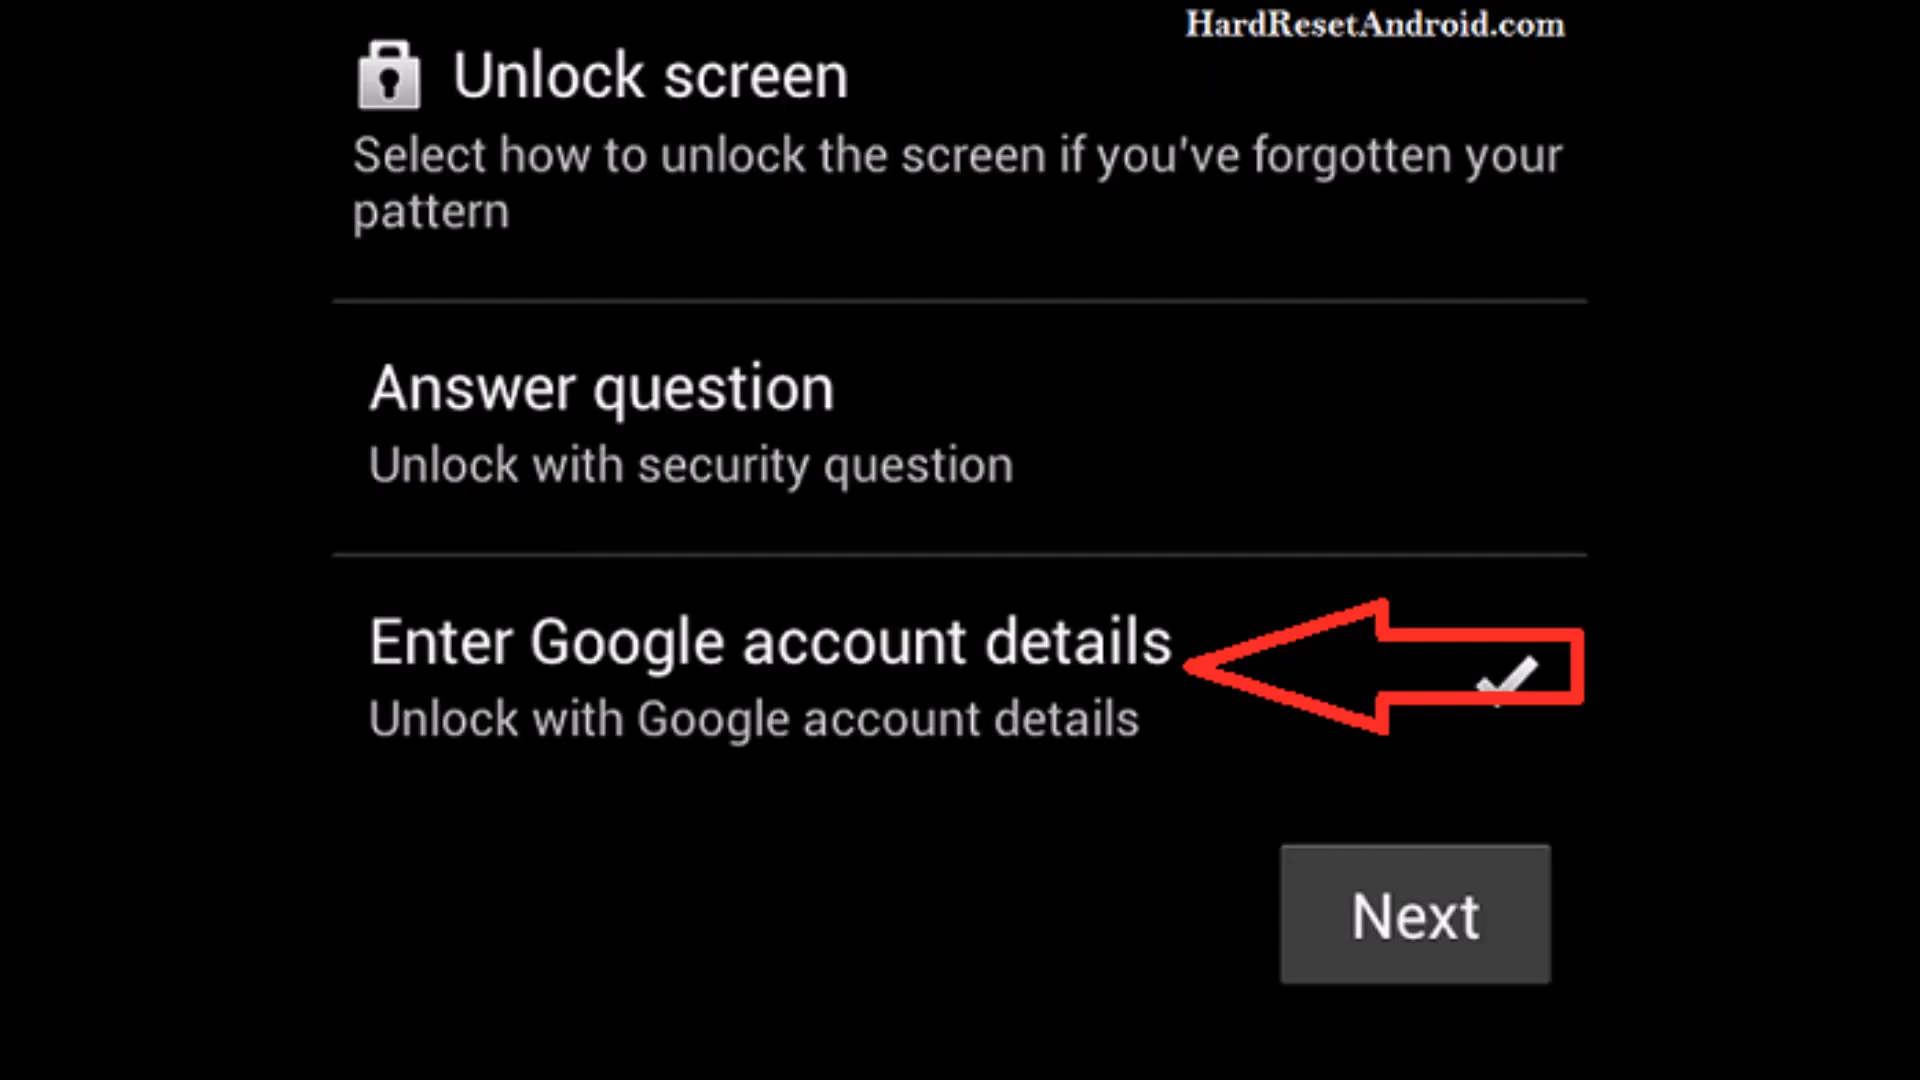 HardResetAndroid.com
Unlock screen
Select how to unlock the screen if you've forgotten your
pattern
Answer question
Unlock with security question
Enter Google account details
Unlock with Google account details
Next